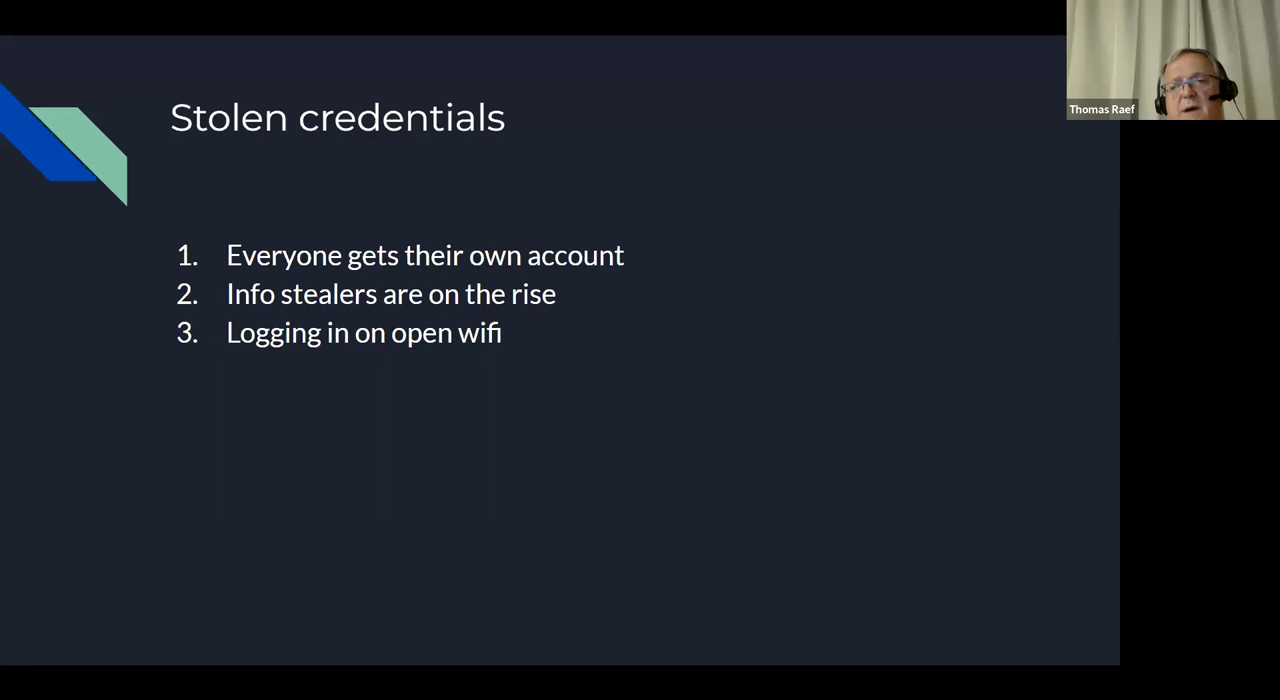 Stolen credentials
1. Everyone gets their own account
2. Info stealers are on the rise
3. Logging in on open wifi
Thomas Raef